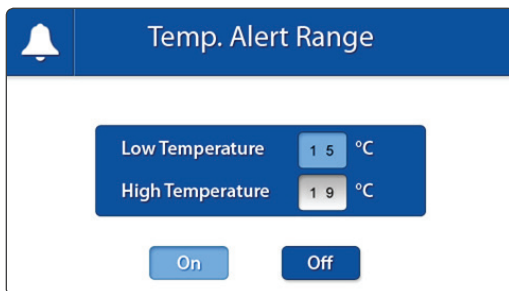 Temp. Alert Range
Low Temperature 15 °C
High Temperature 19 °C
On Off